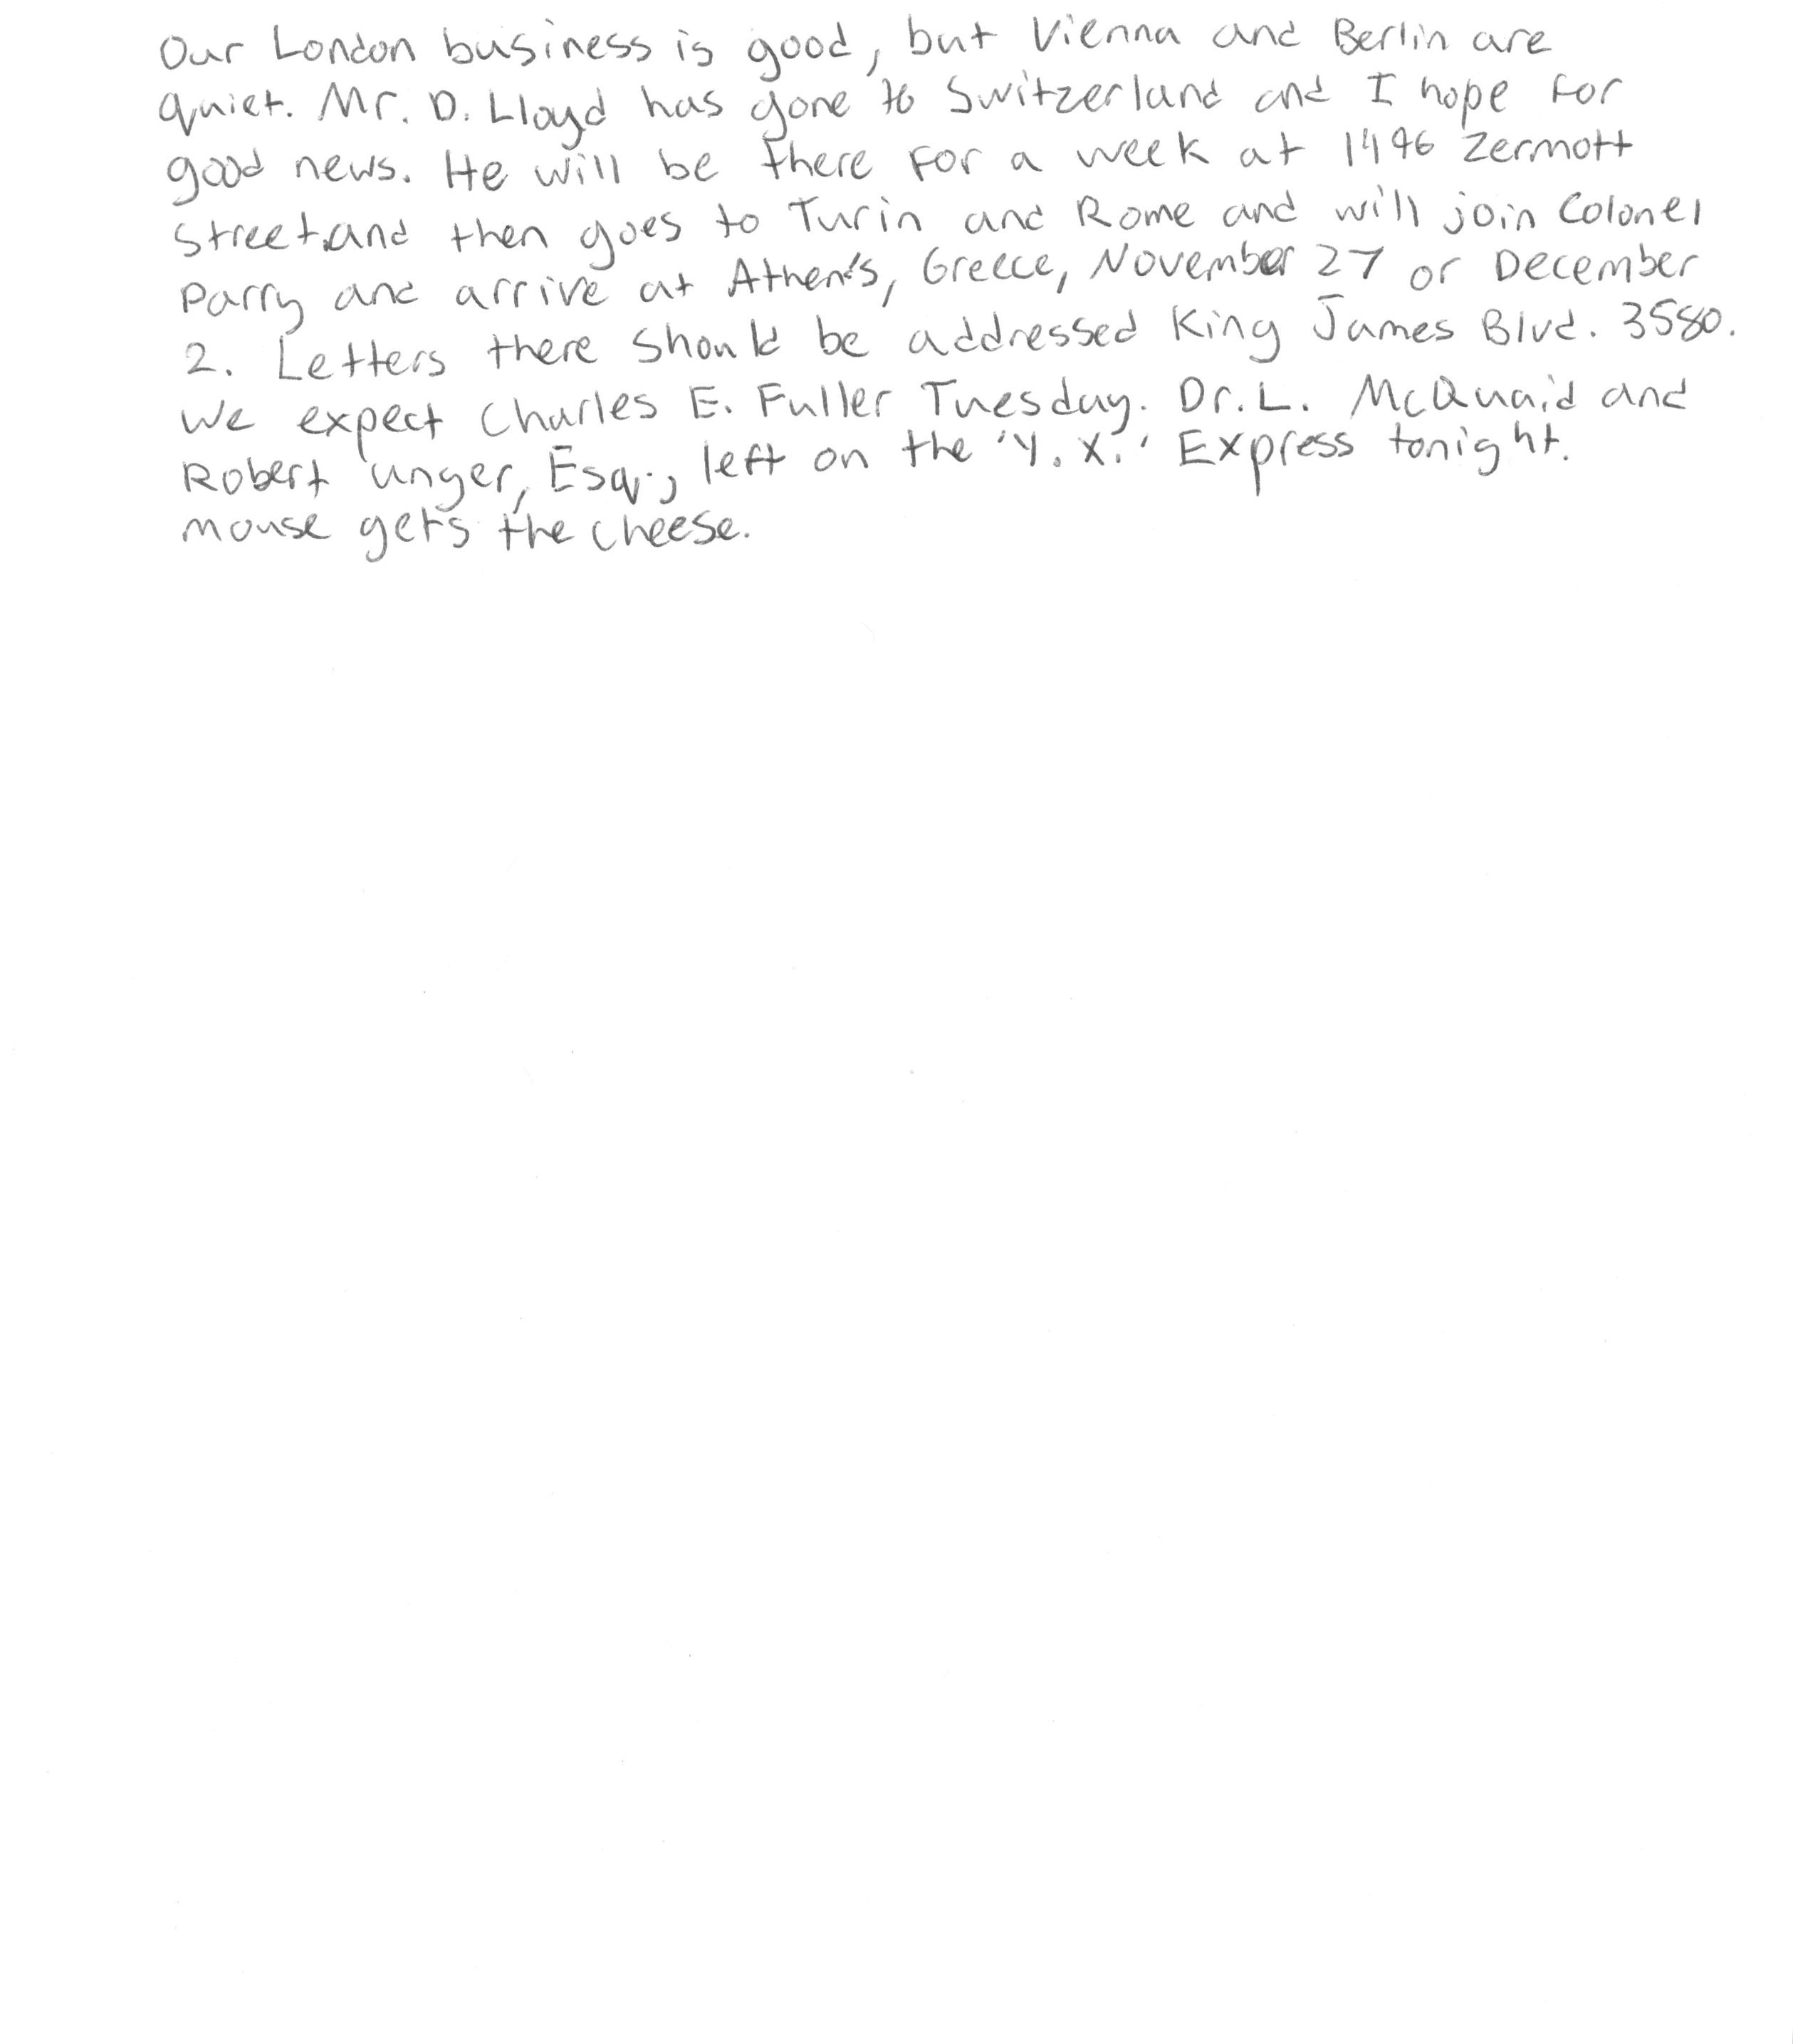 Our London business is good, but Vienna and Berlin are
quiet. Mr. D. Lloyd has gone to Switzerland and I hope for
good news. He will be there for a week at 1496 Zermott
street and then goes to Turin and Rome and will join Colonel
Parry and arrive at Athen's, Greece, November 27 or December
2. Letters there should be addressed King James Blvd. 3580.
We expect Charles E. Fuller Tuesday. Dr. L. McQuaid and
Robert Unger, Esq., left on the 'Y. X.' Express tonight.
mouse gets the cheese.